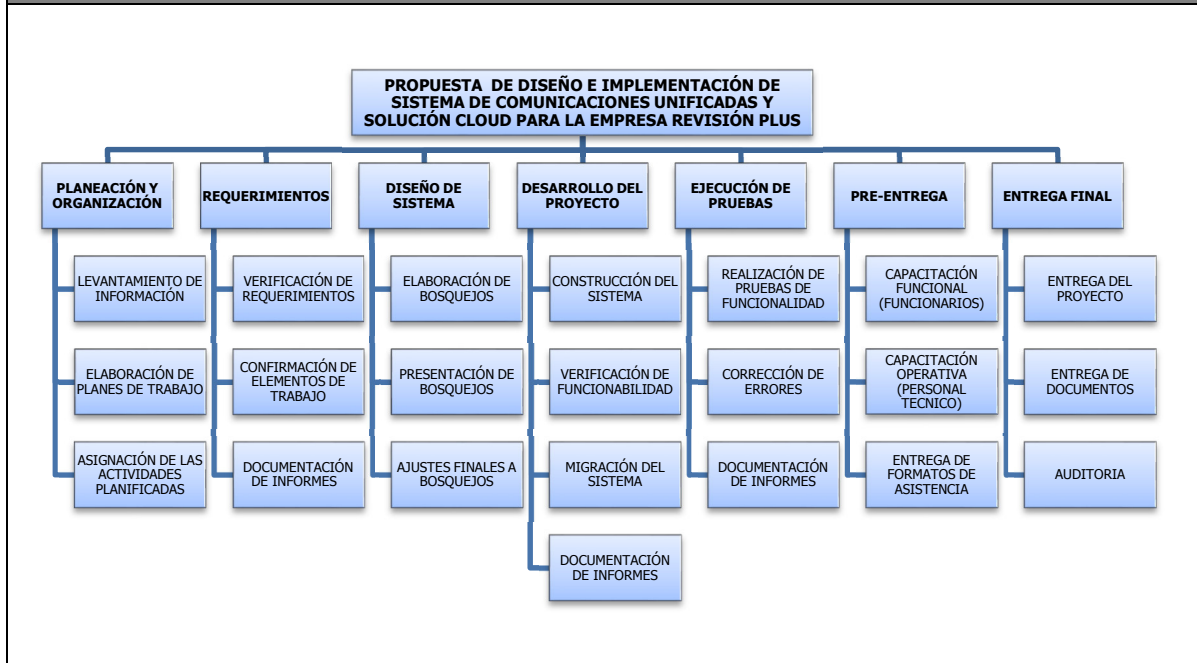 PROPUESTA DE DISEÑO E IMPLEMENTACIÓN DE
SISTEMA DE COMUNICACIONES UNIFICADAS Y
SOLUCIÓN CLOUD PARA LA EMPRESA REVISIÓN PLUS
PLANEACIÓN Y
ORGANIZACIÓN
LEVANTAMIENTO DE
INFORMACIÓN
ELABORACIÓN DE
PLANES DE TRABAJO
ASIGNACIÓN DE LAS
ACTIVIDADES
PLANIFICADAS
REQUERIMIENTOS
VERIFICACIÓN DE
REQUERIMIENTOS
CONFIRMACIÓN DE
ELEMENTOS DE
TRABAJO
DOCUMENTACIÓN
DE INFORMES
DISEÑO DE
SISTEMA
ELABORACIÓN DE
BOSQUEJOS
PRESENTACIÓN DE
BOSQUEJOS
AJUSTES FINALES A
BOSQUEJOS
DESARROLLO DEL
PROYECTO
CONSTRUCCIÓN DEL
SISTEMA
VERIFICACIÓN DE
FUNCIONABILIDAD
MIGRACIÓN DEL
SISTEMA
DOCUMENTACIÓN
DE INFORMES
EJECUCIÓN DE
PRUEBAS
REALIZACIÓN DE
PRUEBAS DE
FUNCIONALIDAD
CORRECCIÓN DE
ERRORES
DOCUMENTACIÓN
DE INFORMES
PRE-ENTREGA
CAPACITACIÓN
FUNCIONAL
(FUNCIONARIOS)
CAPACITACIÓN
OPERATIVA
(PERSONAL
TECNICO)
ENTREGA DE
FORMATOS DE
ASISTENCIA
ENTREGA FINAL
ENTREGA DEL
PROYECTO
ENTREGA DE
DOCUMENTOS
AUDITORIA